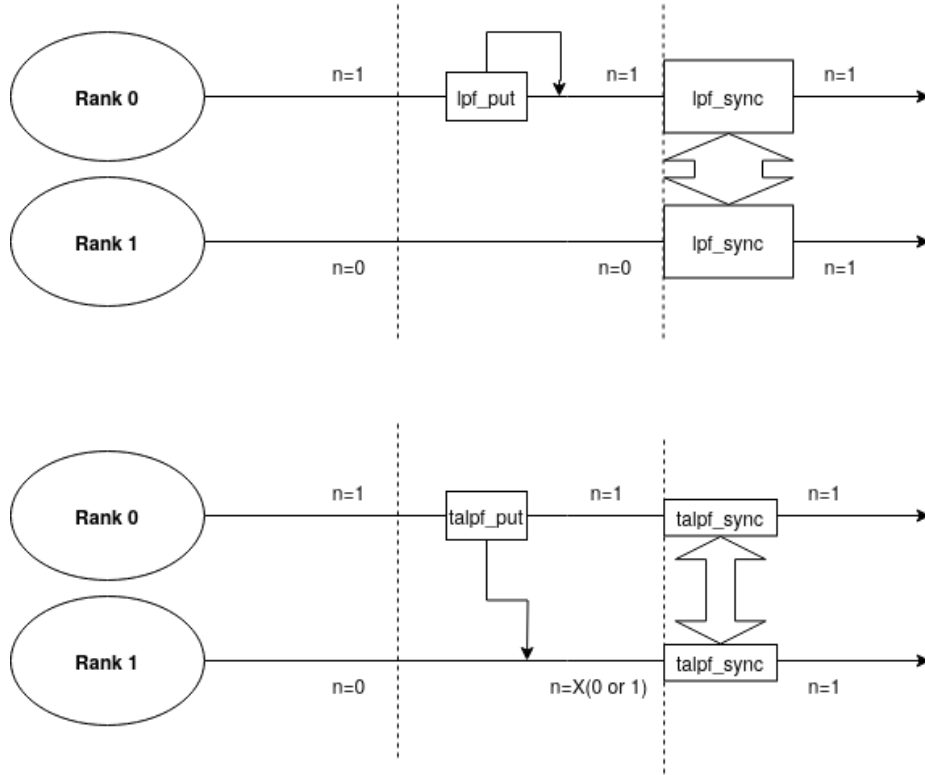 n=1
n=1
n=1
Rank 0
lpf_put
lpf_sync
Rank 1
lpf_sync
n=0
n=0
n=1
n=1
n=1
n=1
Rank 0
talpf_put
talpf_sync
Rank 1
talpf_sync
n=0
n=X(0 or 1)
n=1